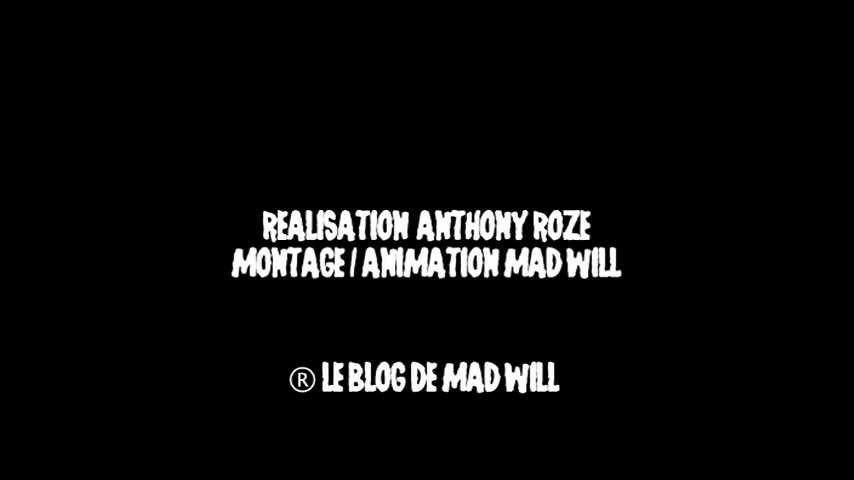 REALISATION ANTHONY ROZE
MONTAGE / ANIMATION MAD WILL
® LE BLOG DE MAD WILL